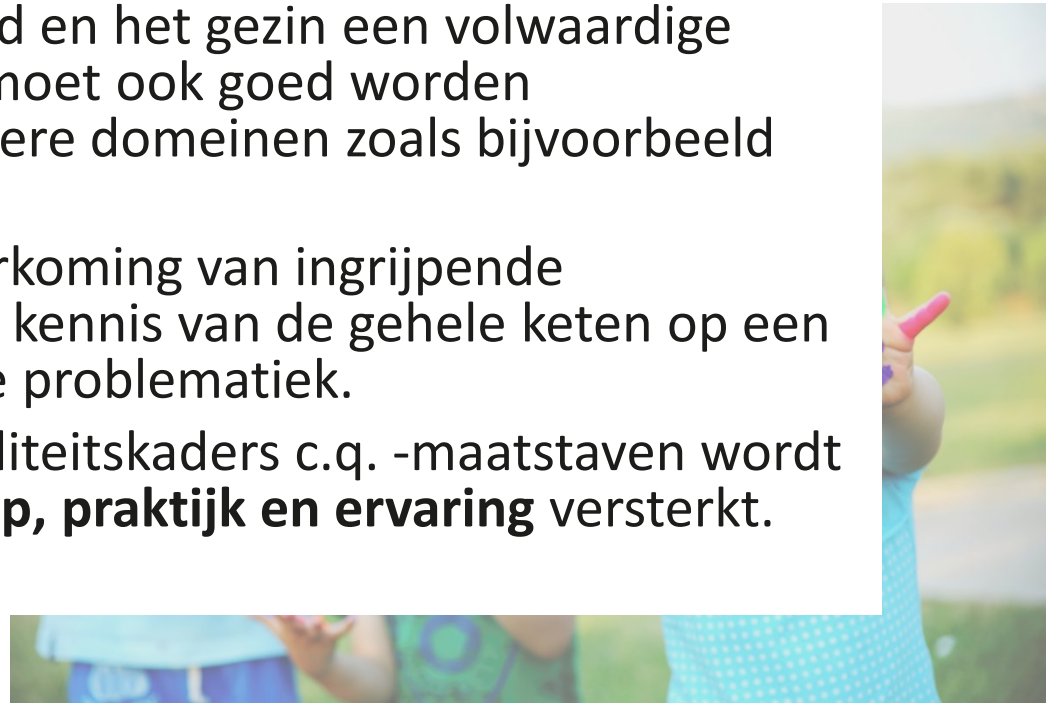 d en het gezin een volwaardige
moet ook goed worden
ere domeinen zoals bijvoorbeeld
rkoming van ingrijpende
kennis van de gehele keten op een
e problematiek.
liteitskaders c.q. -maatstaven wordt
p, praktijk en ervaring versterkt.